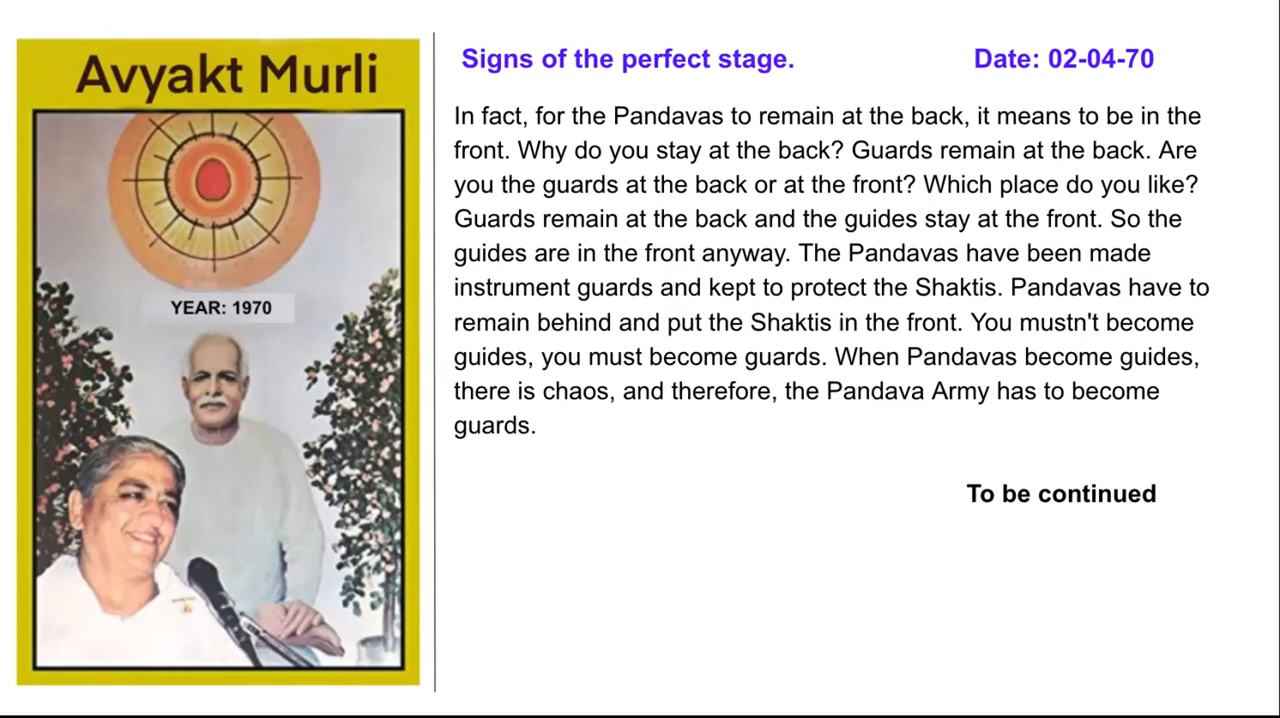 Avyakt Murli
YEAR: 1970
Signs of the perfect stage. Date: 02-04-70
In fact, for the Pandavas to remain at the back, it means to be in the
front. Why do you stay at the back? Guards remain at the back. Are
you the guards at the back or at the front? Which place do you like?
Guards remain at the back and the guides stay at the front. So the
guides are in the front anyway. The Pandavas have been made
instrument guards and kept to protect the Shaktis. Pandavas have to
remain behind and put the Shaktis in the front. You mustn't become
guides, you must become guards. When Pandavas become guides,
there is chaos, and therefore, the Pandava Army has to become
guards.
To be continued